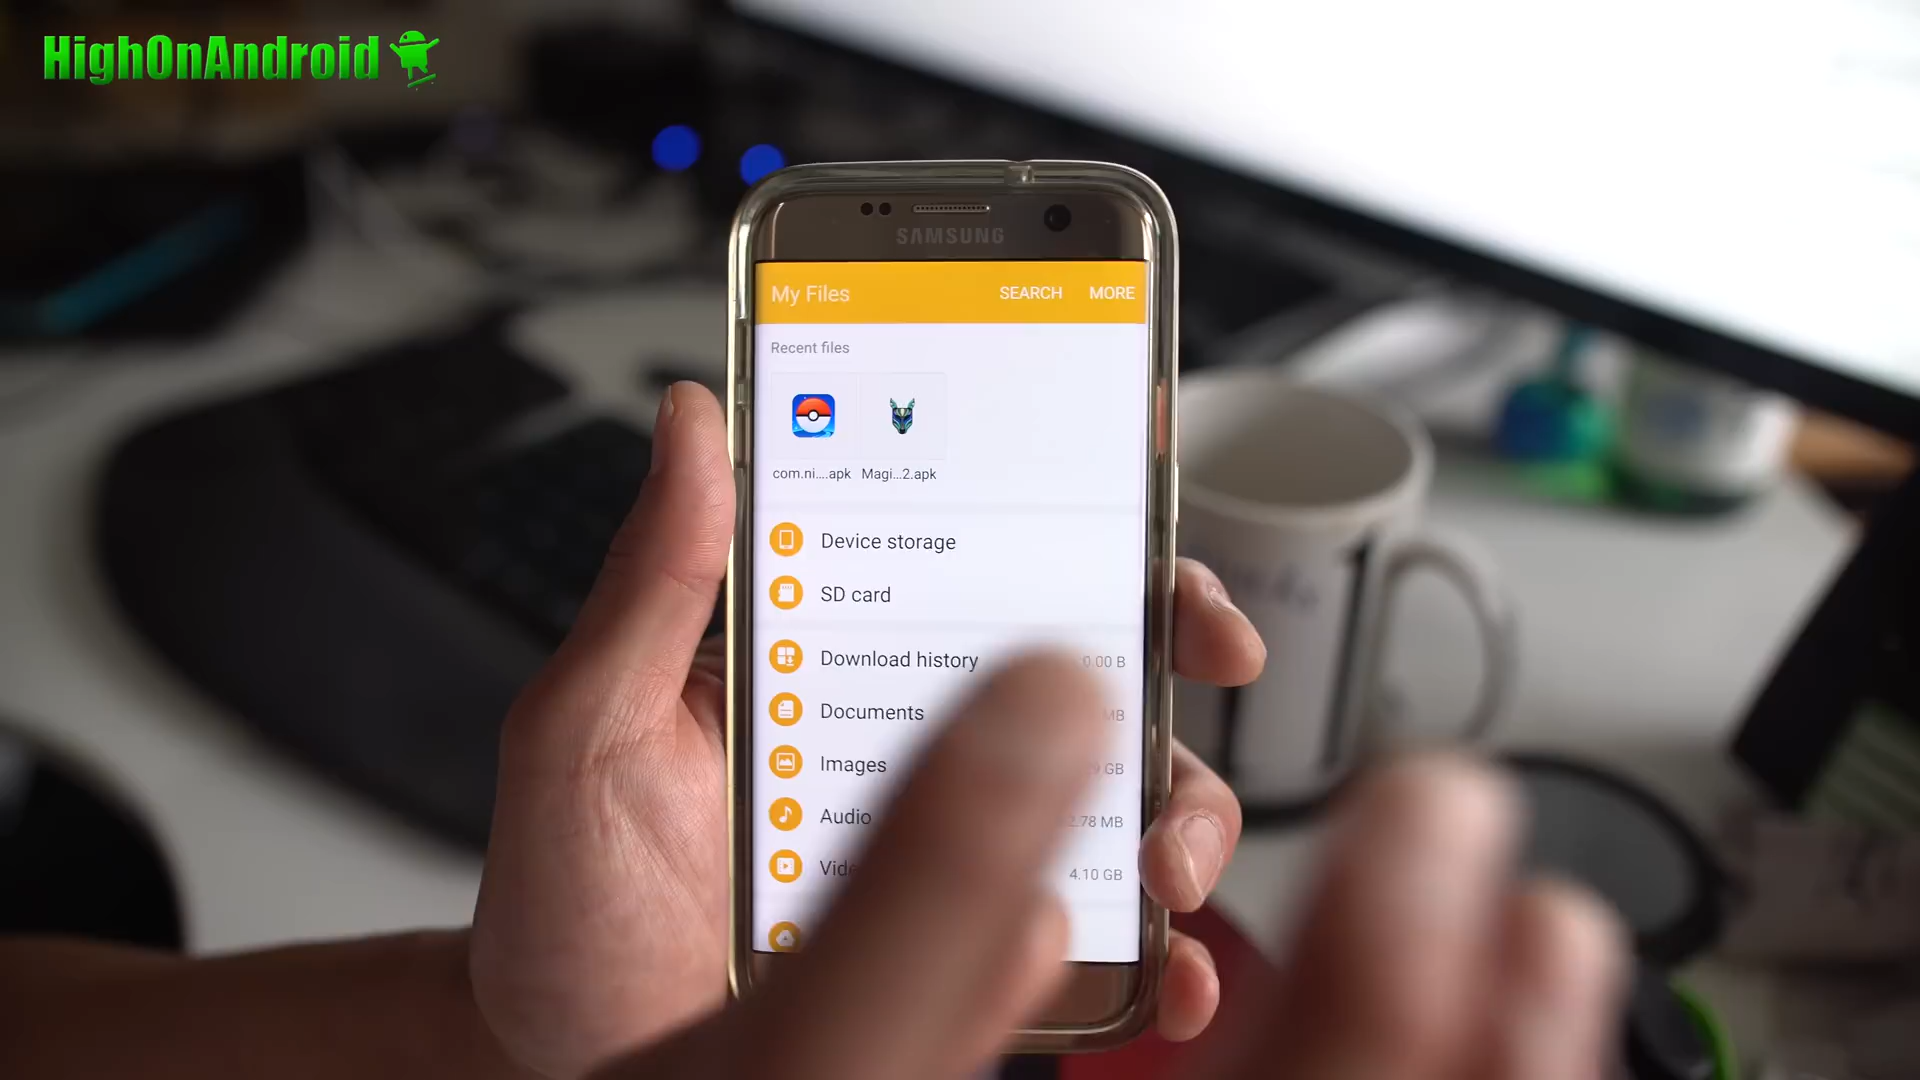 HighOnAndroid
SAMSUNG
My Files SEARCH MORE
Recent files
com.ni....apk Magi...2.apk
Device storage
SD card
Download history 0.00 B
Documents MB
Images GB
Audio 2.78 MB
4.10 GB